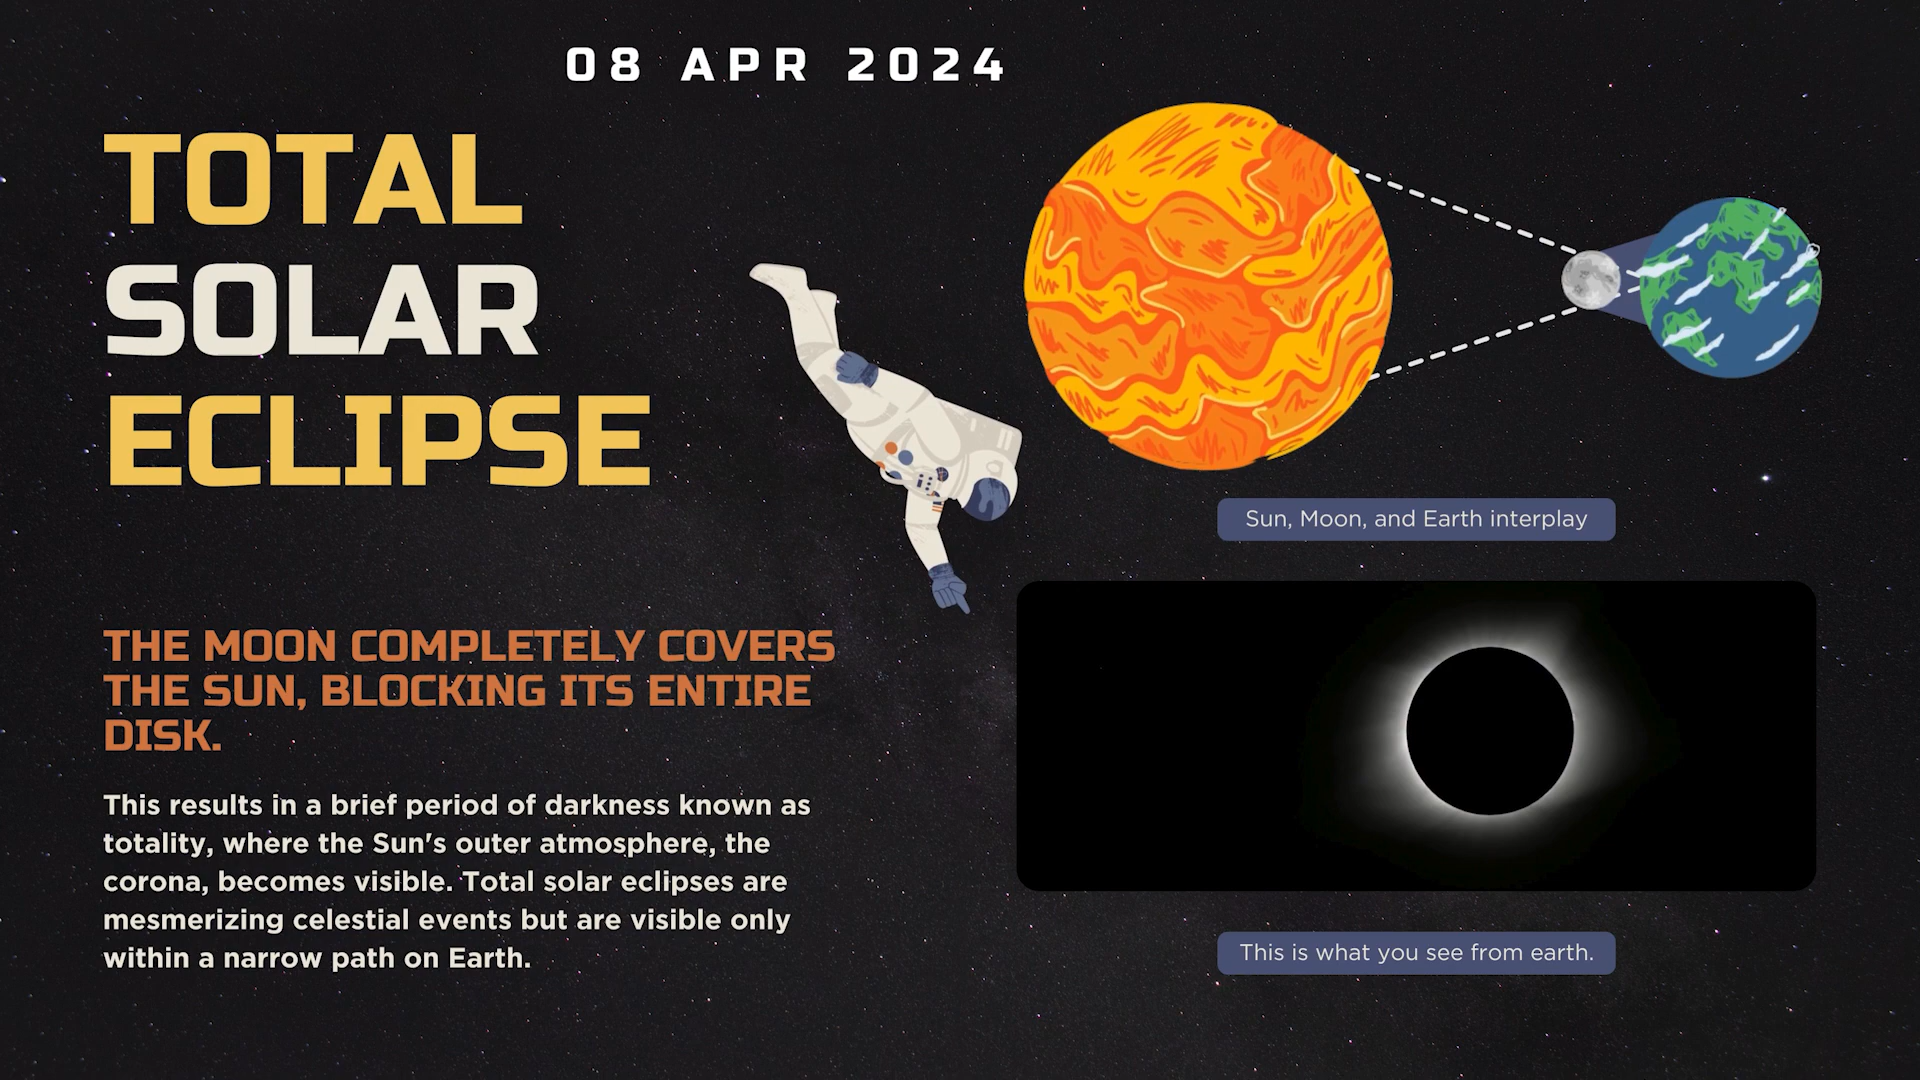 08 APR 2024
TOTAL
SOLAR
ECLIPSE
THE MOON COMPLETELY COVERS
THE SUN, BLOCKING ITS ENTIRE
DISK.
This results in a brief period of darkness known as
totality, where the Sun's outer atmosphere, the
corona, becomes visible. Total solar eclipses are
mesmerizing celestial events but are visible only
within a narrow path on Earth.
Sun, Moon, and Earth interplay
This is what you see from earth.